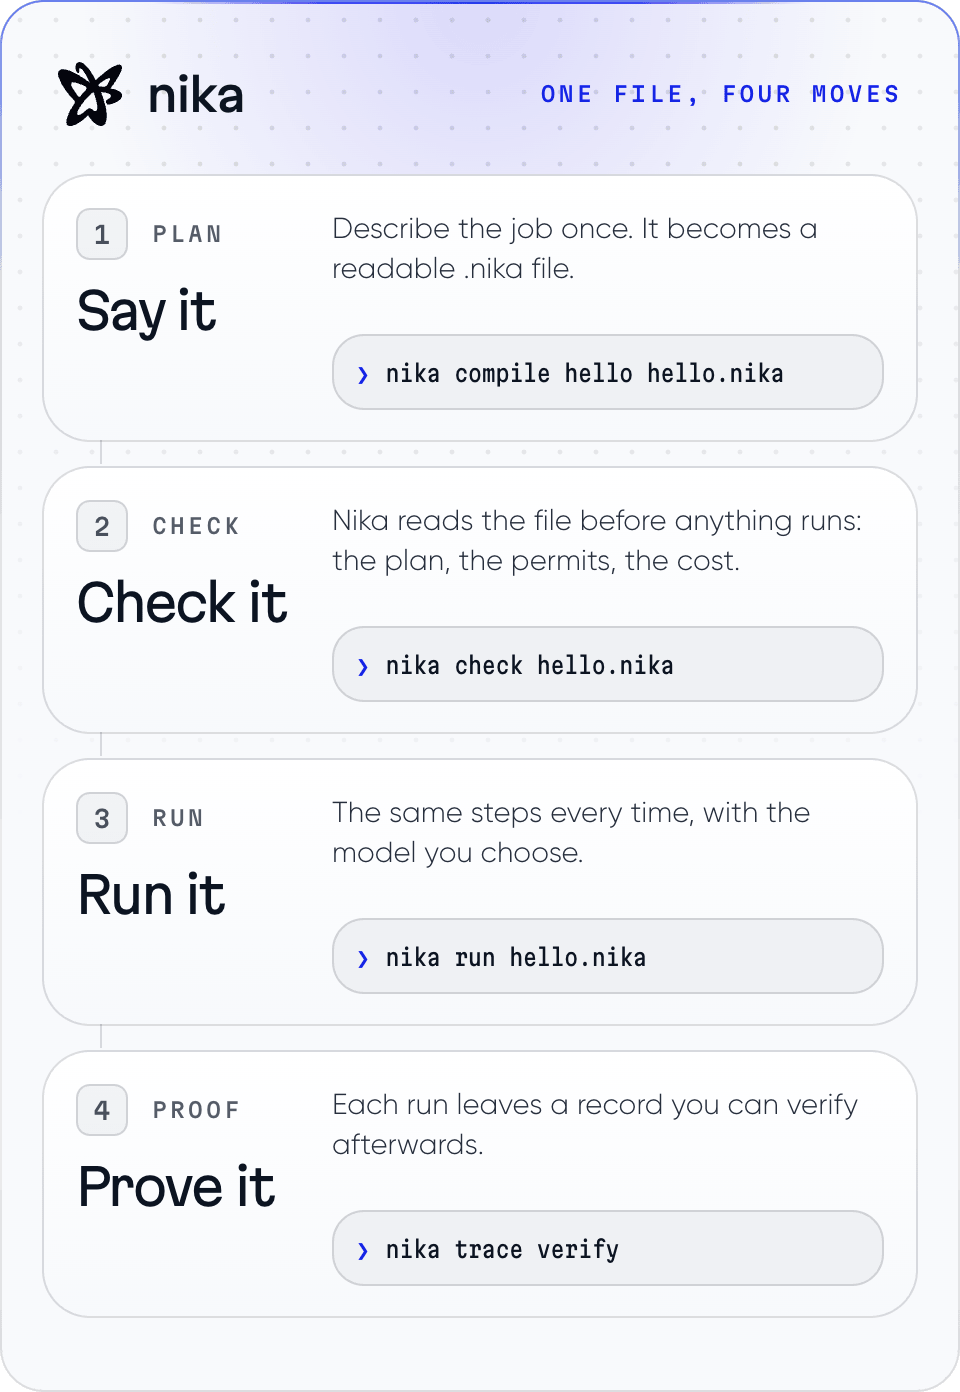 nika
ONE FILE, FOUR MOVES
1 PLAN
Say it
Describe the job once. It becomes a
readable .nika file.
❯ nika compile hello hello.nika
2 CHECK
Check it
Nika reads the file before anything runs:
the plan, the permits, the cost.
❯ nika check hello.nika
3 RUN
Run it
The same steps every time, with the
model you choose.
❯ nika run hello.nika
4 PROOF
Prove it
Each run leaves a record you can verify
afterwards.
❯ nika trace verify